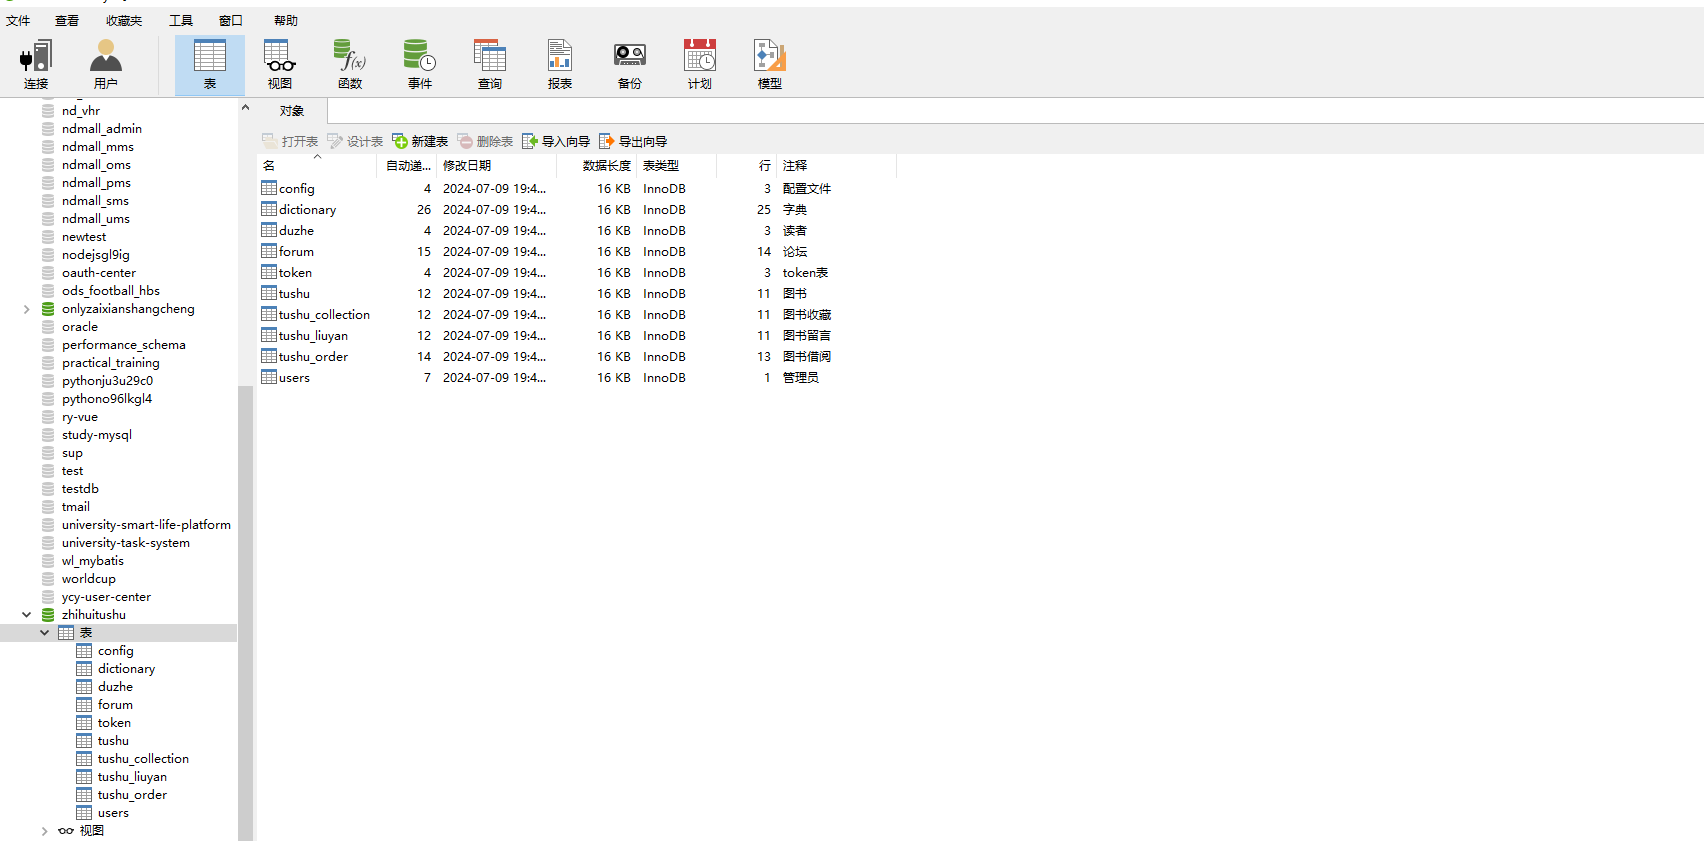 文件 查看 收藏夹 工具 窗口 帮助
连接 用户 表 视图 函数 事件 查询 报表 备份 计划 模型
nd_vhr
ndmall_admin
ndmall_mms
ndmall_oms
ndmall_pms
ndmall_sms
ndmall_ums
newtest
nodejsgl9ig
oauth-center
ods_football_hbs
onlyzaixianshangcheng
oracle
performance_schema
practical_training
pythonju3u29c0
pythono96lkgl4
ry-vue
study-mysql
sup
test
testdb
tmail
university-smart-life-platform
university-task-system
wl_mybatis
worldcup
ycy-user-center
zhihuitushu
表
config
dictionary
duzhe
forum
token
tushu
tushu_collection
tushu_liuyan
tushu_order
users
视图
对象
打开表 设计表 新建表 删除表 导入向导 导出向导
名 自动递... 修改日期 数据长度 表类型 行 注释
config 4 2024-07-09 19:4... 16 KB InnoDB 3 配置文件
dictionary 26 2024-07-09 19:4... 16 KB InnoDB 25 字典
duzhe 4 2024-07-09 19:4... 16 KB InnoDB 3 读者
forum 15 2024-07-09 19:4... 16 KB InnoDB 14 论坛
token 4 2024-07-09 19:4... 16 KB InnoDB 3 token表
tushu 12 2024-07-09 19:4... 16 KB InnoDB 11 图书
tushu_collection 12 2024-07-09 19:4... 16 KB InnoDB 11 图书收藏
tushu_liuyan 12 2024-07-09 19:4... 16 KB InnoDB 11 图书留言
tushu_order 14 2024-07-09 19:4... 16 KB InnoDB 13 图书借阅
users 7 2024-07-09 19:4... 16 KB InnoDB 1 管理员